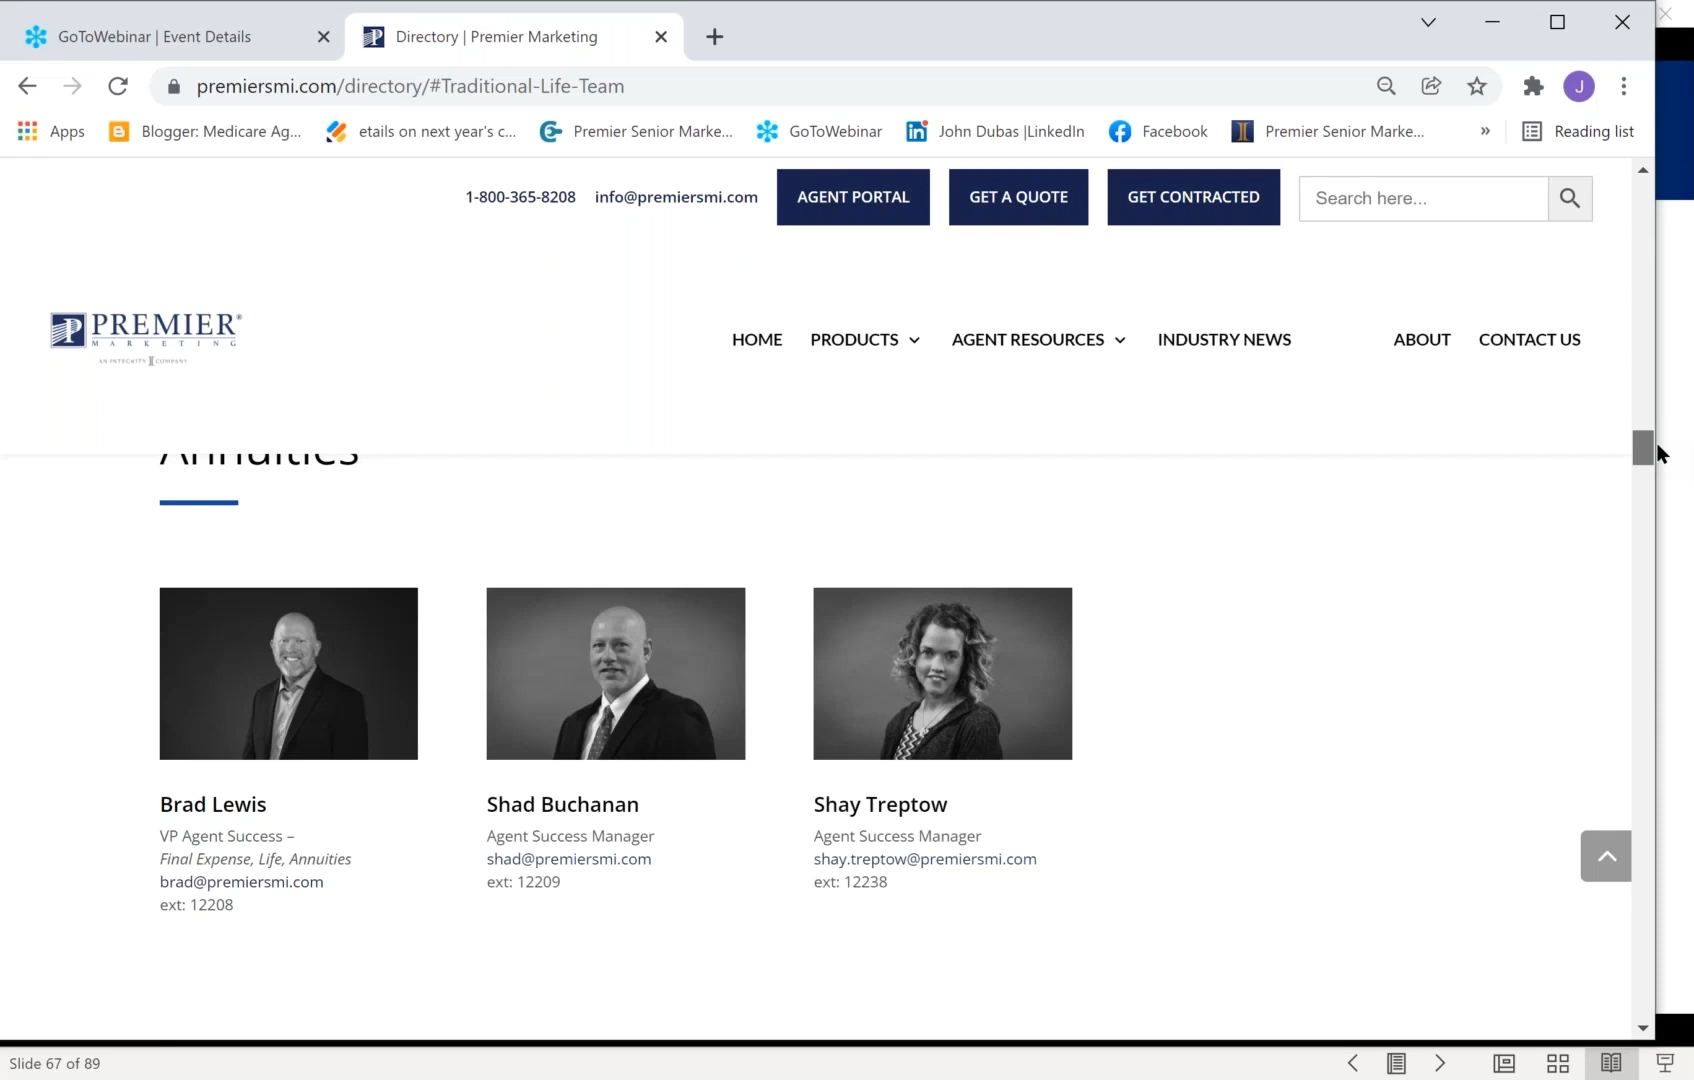 GoToWebinar | Event Details
Directory | Premier Marketing
premiersmi.com/directory/#Traditional-Life-Team
J
Apps
Blogger: Medicare Ag...
etails on next year's c...
Premier Senior Marke...
GoToWebinar
John Dubas |LinkedIn
Facebook
Premier Senior Marke...
»
Reading list
1-800-365-8208
info@premiersmi.com
AGENT PORTAL
GET A QUOTE
GET CONTRACTED
Search here...
PREMIER®
MARKETING
AN INTEGRITY COMPANY
HOME
PRODUCTS
AGENT RESOURCES
INDUSTRY NEWS
ABOUT
CONTACT US
Annuities
Brad Lewis
VP Agent Success –
Final Expense, Life, Annuities
brad@premiersmi.com
ext: 12208
Shad Buchanan
Agent Success Manager
shad@premiersmi.com
ext: 12209
Shay Treptow
Agent Success Manager
shay.treptow@premiersmi.com
ext: 12238
Slide 67 of 89